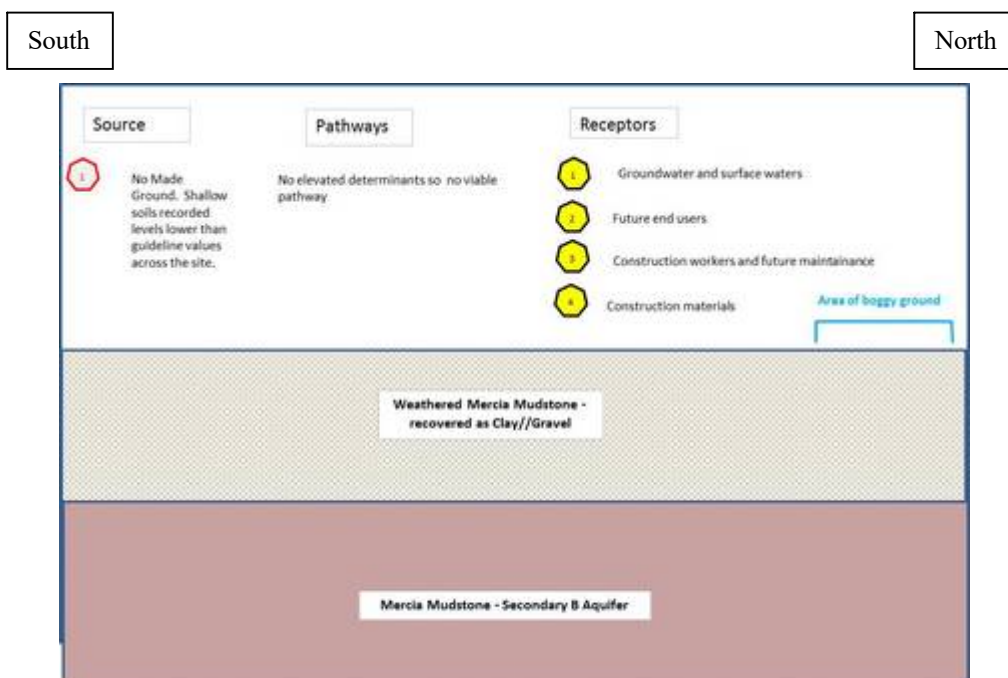 South
North
Source
Pathways
Receptors
1
No Made
Ground. Shallow
soils recorded
levels lower than
guideline values
across the site.
No elevated determinants so no viable
pathway
1
Groundwater and surface waters
2
Future end users
3
Construction workers and future maintainance
4
Construction materials
Area of boggy ground
Weathered Mercia Mudstone -
recovered as Clay//Gravel
Mercia Mudstone - Secondary B Aquifer